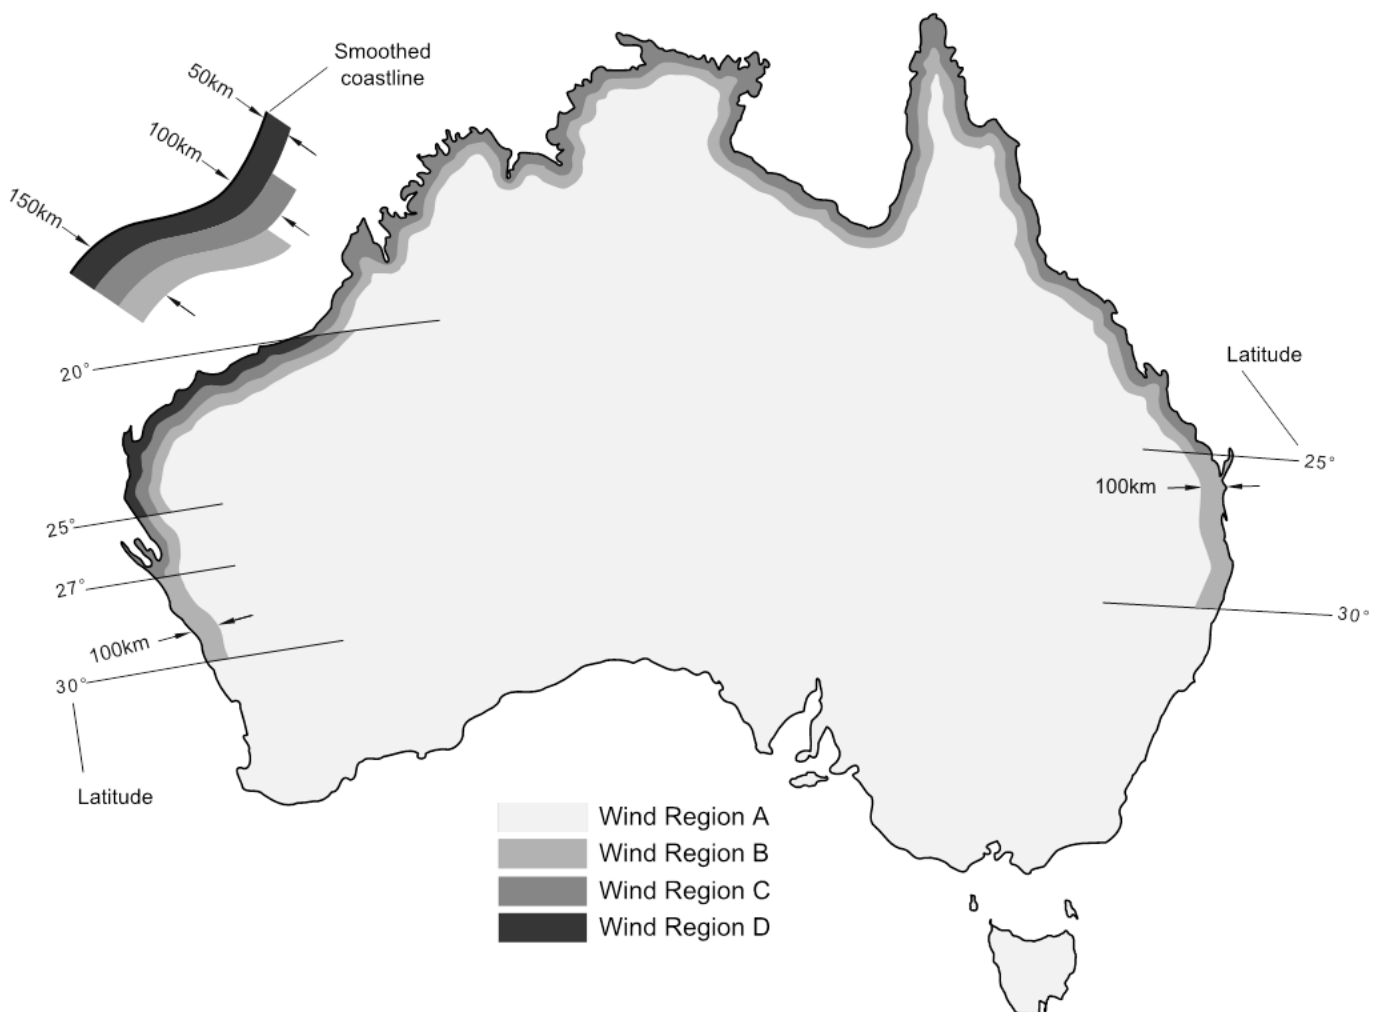 Smoothed
coastline
50km
100km
150km
20°
Latitude
25°
100km
25°
27°
100km
30°
30°
Latitude
Wind Region A
Wind Region B
Wind Region C
Wind Region D